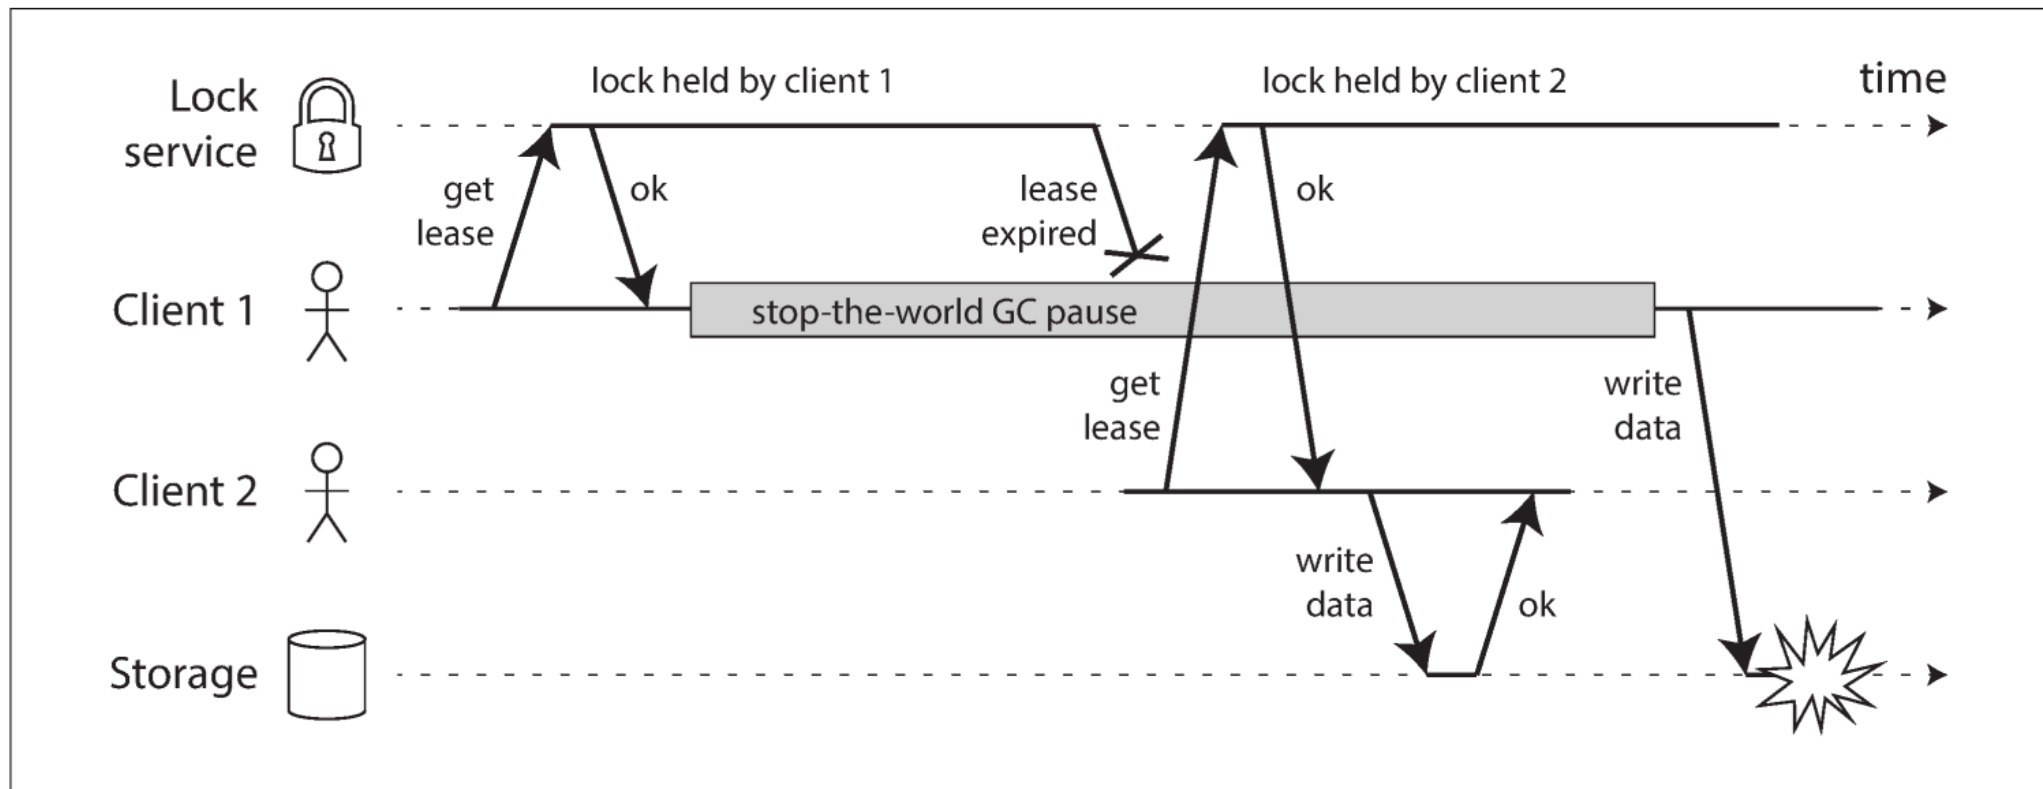 lock held by client 1
lock held by client 2
time
Lock
service
get
lease
ok
lease
expired
ok
Client 1
stop-the-world GC pause
get
lease
write
data
Client 2
write
data
ok
Storage